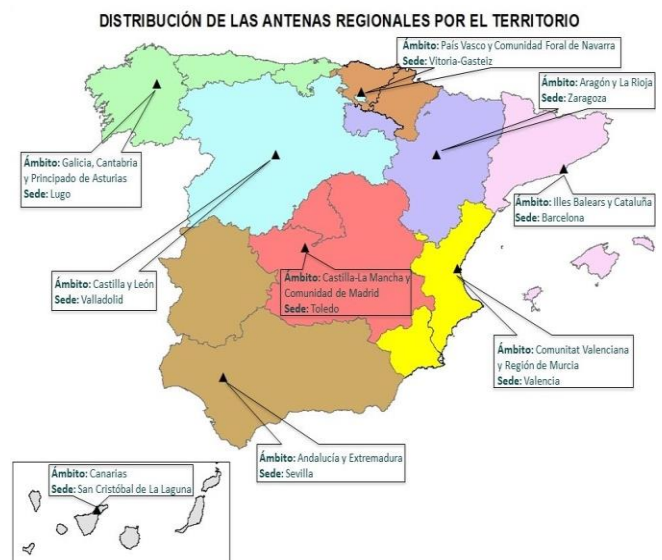 DISTRIBUCIÓN DE LAS ANTENAS REGIONALES POR EL TERRITORIO
Ámbito: País Vasco y Comunidad Foral de Navarra
Sede: Vitoria-Gasteiz
Ámbito: Aragón y La Rioja
Sede: Zaragoza
Ámbito: Galicia, Cantabria
y Principado de Asturias
Sede: Lugo
Ámbito: Illes Balears y Cataluña
Sede: Barcelona
Ámbito: Castilla y León
Sede: Valladolid
Ámbito: Castilla-La Mancha y
Comunidad de Madrid
Sede: Toledo
Ámbito: Comunitat Valenciana
y Región de Murcia
Sede: Valencia
Ámbito: Andalucía y Extremadura
Sede: Sevilla
Ámbito: Canarias
Sede: San Cristóbal de La Laguna